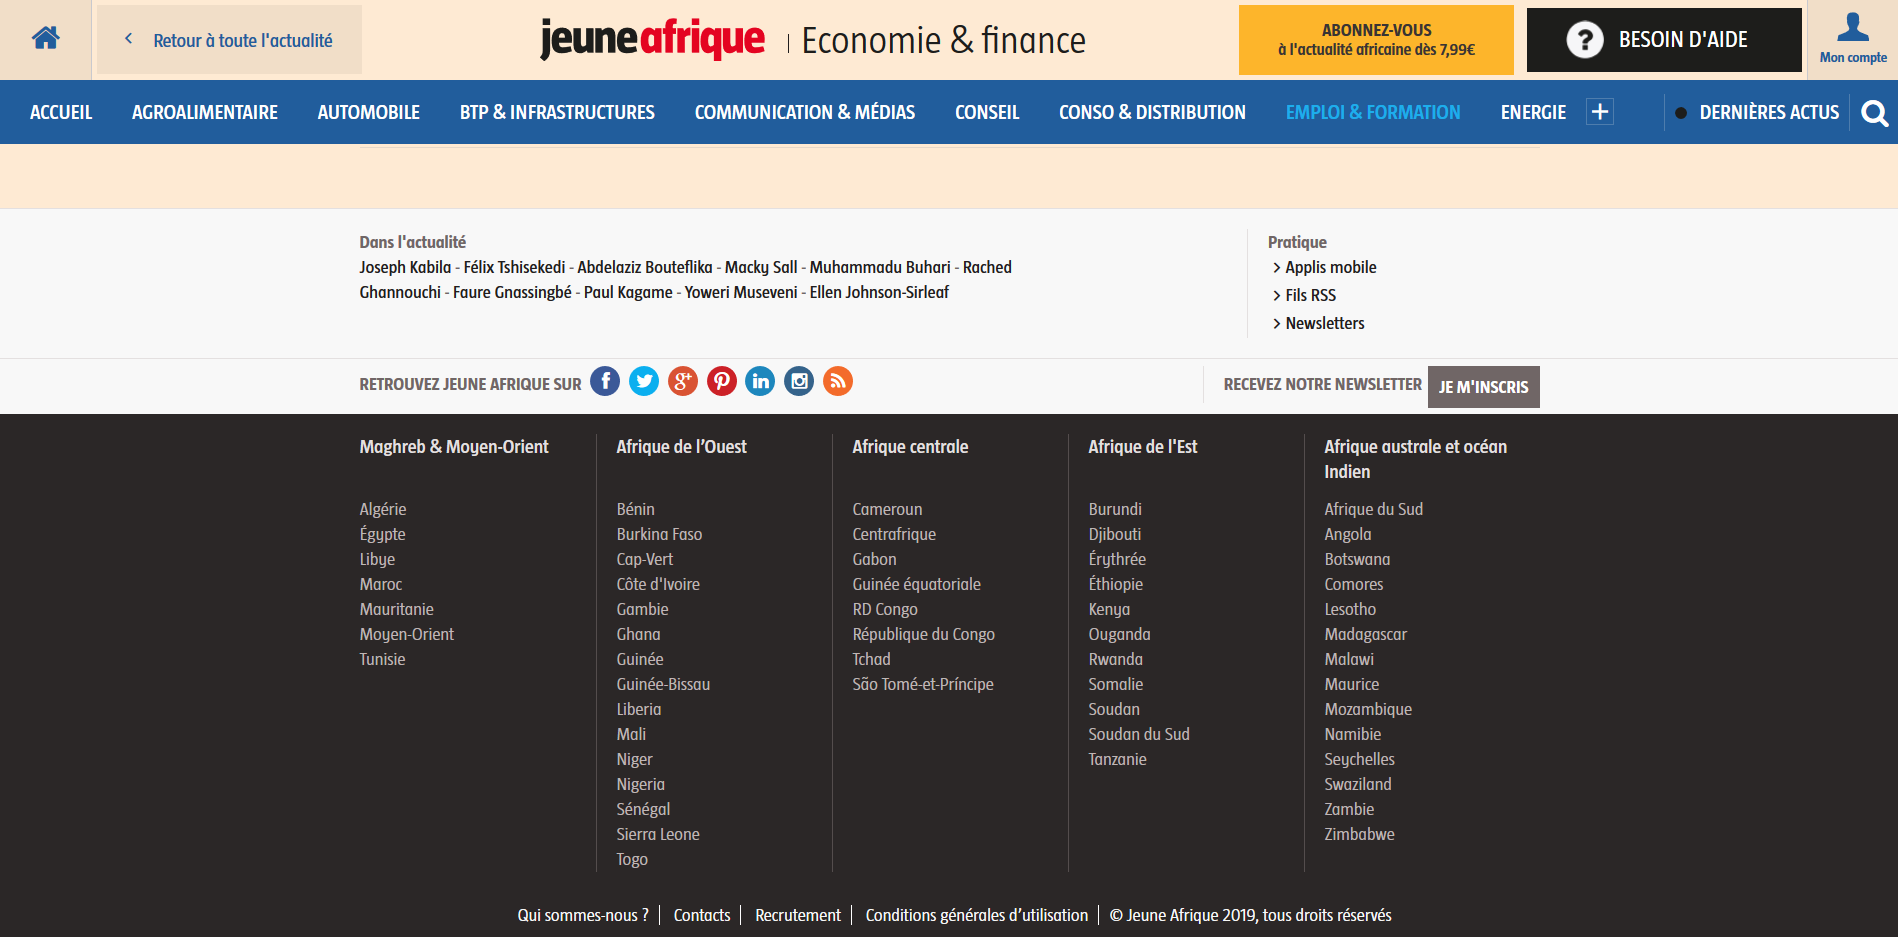 Retour à toute l'actualité
jeuneafrique
Economie & finance
ABONNEZ-VOUS
à l'actualité africaine dès 7,99€
? BESOIN D'AIDE
Mon compte
ACCUEIL
AGROALIMENTAIRE
AUTOMOBILE
BTP & INFRASTRUCTURES
COMMUNICATION & MÉDIAS
CONSEIL
CONSO & DISTRIBUTION
EMPLOI & FORMATION
ENERGIE
DERNIÈRES ACTUS
Dans l'actualité
Joseph Kabila - Félix Tshisekedi - Abdelaziz Bouteflika - Macky Sall - Muhammadu Buhari - Rached
Ghannouchi - Faure Gnassingbé - Paul Kagame - Yoweri Museveni - Ellen Johnson-Sirleaf
Pratique
Applis mobile
Fils RSS
Newsletters
RETROUVEZ JEUNE AFRIQUE SUR
RECEVEZ NOTRE NEWSLETTER
JE M'INSCRIS
Maghreb & Moyen-Orient
Algérie
Égypte
Libye
Maroc
Mauritanie
Moyen-Orient
Tunisie
Afrique de l’Ouest
Bénin
Burkina Faso
Cap-Vert
Côte d'Ivoire
Gambie
Ghana
Guinée
Guinée-Bissau
Liberia
Mali
Niger
Nigeria
Sénégal
Sierra Leone
Togo
Afrique centrale
Cameroun
Centrafrique
Gabon
Guinée équatoriale
RD Congo
République du Congo
Tchad
São Tomé-et-Príncipe
Afrique de l'Est
Burundi
Djibouti
Érythrée
Éthiopie
Kenya
Ouganda
Rwanda
Somalie
Soudan
Soudan du Sud
Tanzanie
Afrique australe et océan
Indien
Afrique du Sud
Angola
Botswana
Comores
Lesotho
Madagascar
Malawi
Maurice
Mozambique
Namibie
Seychelles
Swaziland
Zambie
Zimbabwe
Qui sommes-nous ?
Contacts
Recrutement
Conditions générales d’utilisation
© Jeune Afrique 2019, tous droits réservés